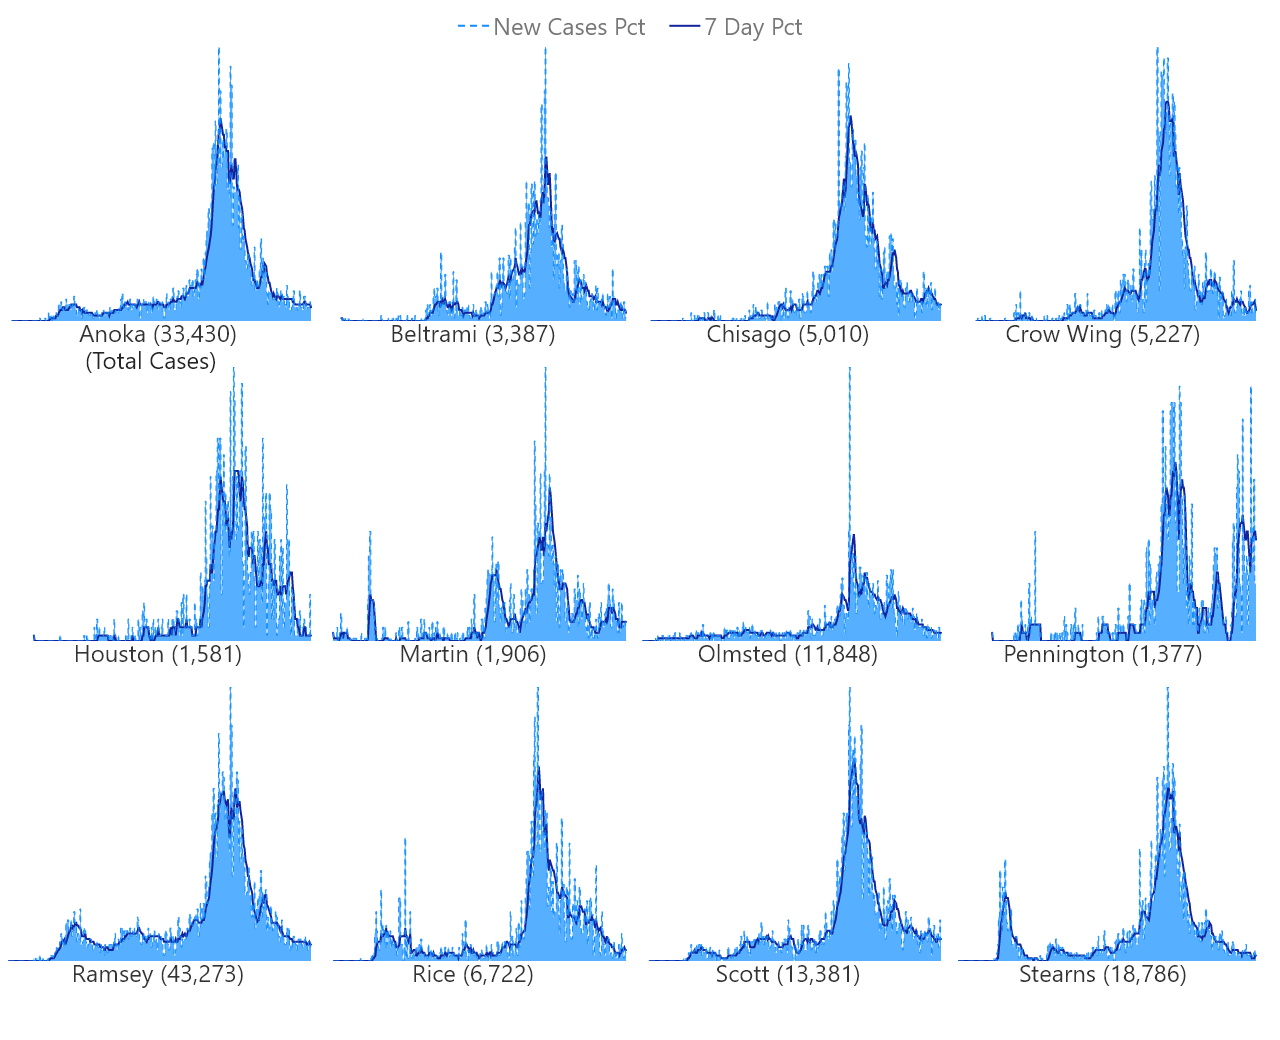 New Cases Pct 7 Day Pct
Anoka (33,430) Beltrami (3,387) Chisago (5,010) Crow Wing (5,227)
(Total Cases)
Houston (1,581) Martin (1,906) Olmsted (11,848) Pennington (1,377)
Ramsey (43,273) Rice (6,722) Scott (13,381) Stearns (18,786)